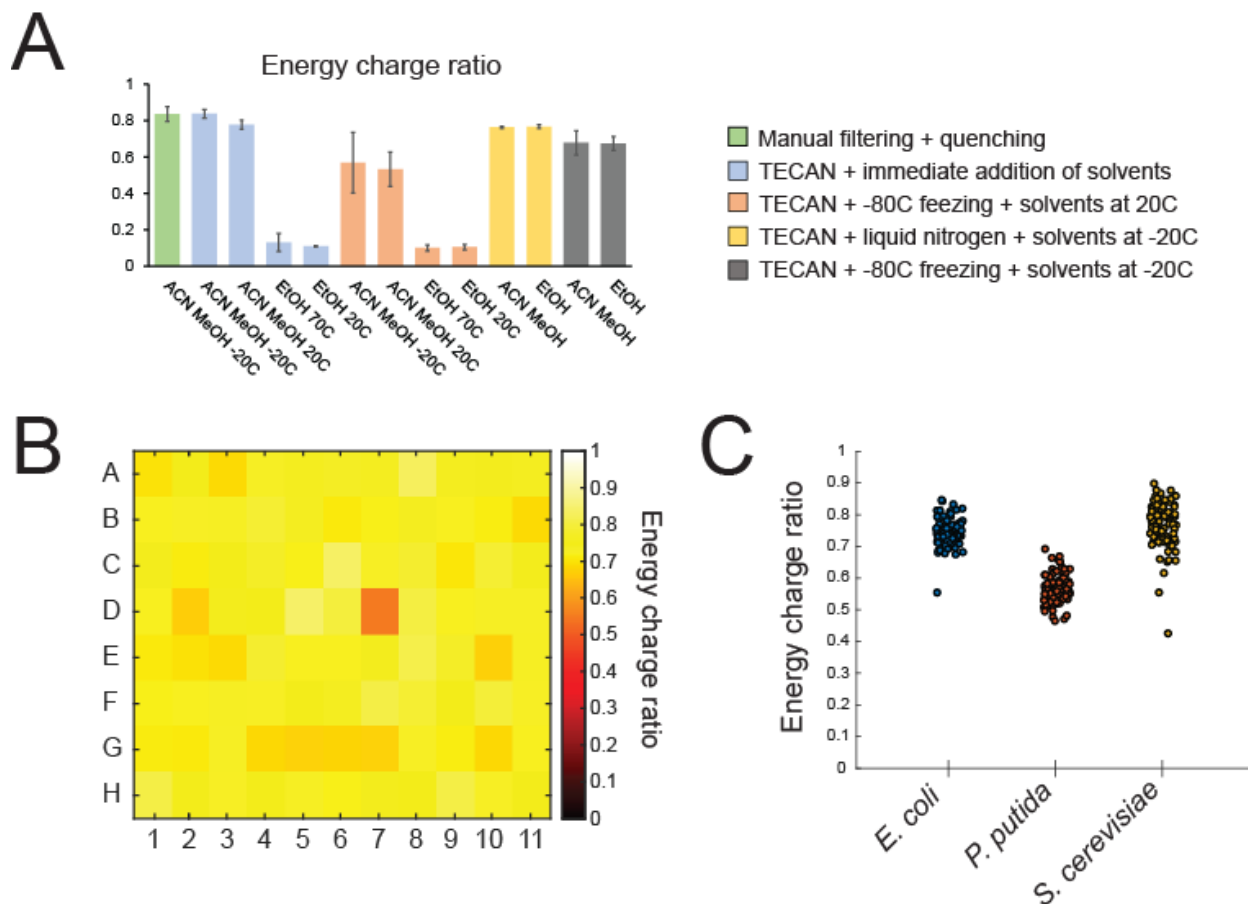 A
Energy charge ratio
1
0.8
0.6
0.4
0.2
0
ACN MeOH -20C
ACN MeOH -20C
ACN MeOH 20C
EtOH 70C
EtOH 20C
ACN MeOH -20C
ACN MeOH 20C
EtOH 70C
EtOH 20C
ACN MeOH
EtOH
ACN MeOH
EtOH
Manual filtering + quenching
TECAN + immediate addition of solvents
TECAN + -80C feezing + solvents at 20C
TECAN + liquid nitrogen + solvents at -20C
TECAN + -80C freezing + solvents at -20C
B
A
B
C
D
E
F
G
H
1 2 3 4 5 6 7 8 9 10 11
1
0.9
0.8
0.7
0.6
0.5
0.4
0.3
0.2
0.1
0
Energy charge ratio
C
Energy charge ratio
1
0.9
0.8
0.7
0.6
0.5
0.4
0.3
0.2
0.1
0
E. coli
P. putida
S. cerevisiae